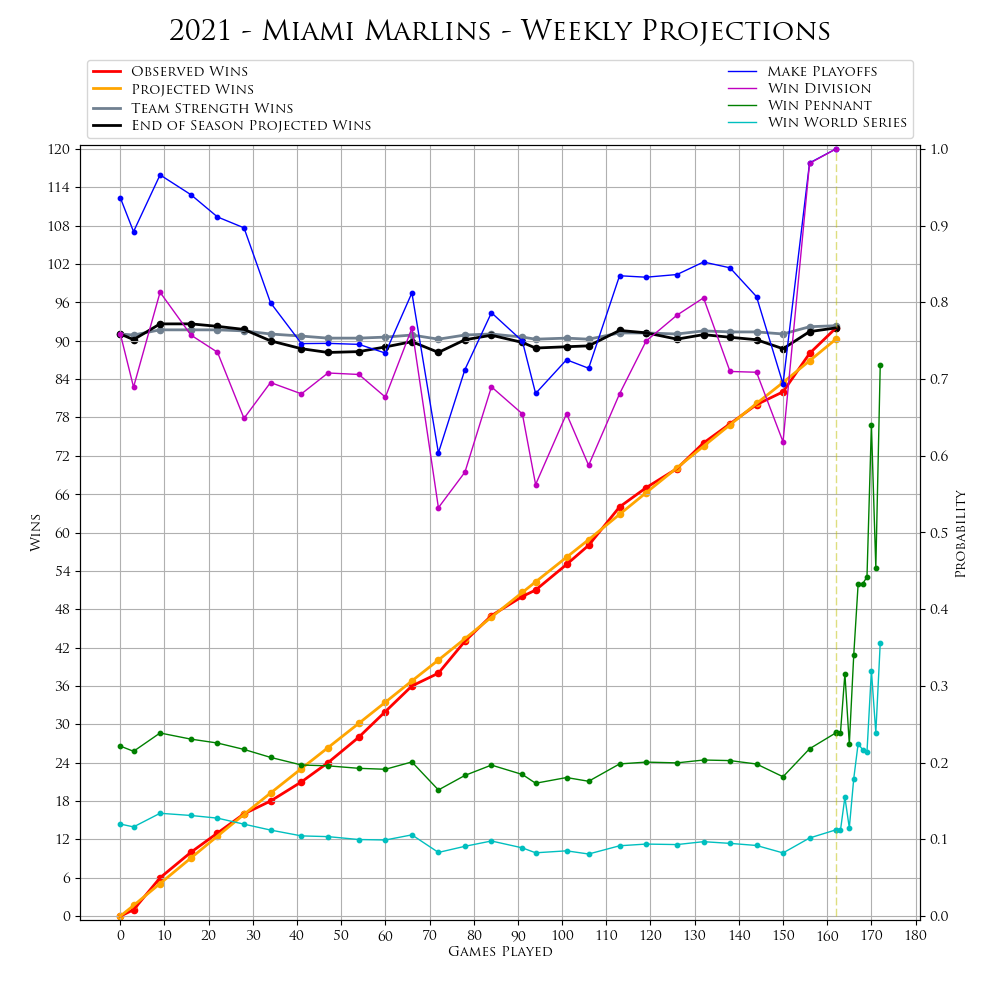 2021 - Miami Marlins - Weekly Projections
Observed Wins
Projected Wins
Team Strength Wins
End of Season Projected Wins
Make Playoffs
Win Division
Win Pennant
Win World Series
120
114
108
102
96
90
84
78
72
66
60
54
48
42
36
30
24
18
12
6
0
Wins
1.0
0.9
0.8
0.7
0.6
0.5
0.4
0.3
0.2
0.1
0.0
Probability
0 10 20 30 40 50 60 70 80 90 100 110 120 130 140 150 160 170 180
Games Played